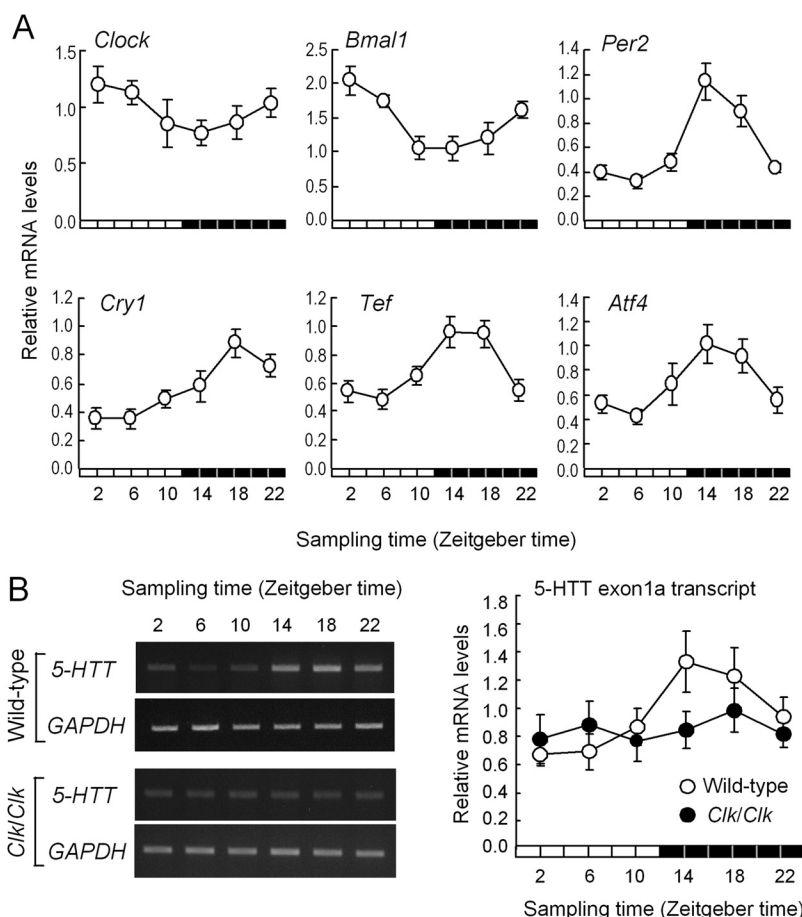 A
Clock
Bmal1
Per2
Relative mRNA levels
1.5
1.0
0.5
0.0
2.5
2.0
1.5
1.0
0.5
0.0
1.4
1.2
1.0
0.8
0.6
0.4
0.2
0.0
Cry1
Tef
Atf4
1.2
1.0
0.8
0.6
0.4
0.2
0.0
1.2
1.0
0.8
0.6
0.4
0.2
0.0
1.4
1.2
1.0
0.8
0.6
0.4
0.2
0.0
2 6 10 14 18 22
2 6 10 14 18 22
2 6 10 14 18 22
Sampling time (Zeitgeber time)
B
Sampling time (Zeitgeber time)
2 6 10 14 18 22
Wild-type
5-HTT
GAPDH
Clk/Clk
5-HTT
GAPDH
5-HTT exon1a transcript
Relative mRNA levels
1.8
1.6
1.4
1.2
1.0
0.8
0.6
0.4
0.2
0.0
Wild-type
Clk/Clk
2 6 10 14 18 22
Sampling time (Zeitgeber time)